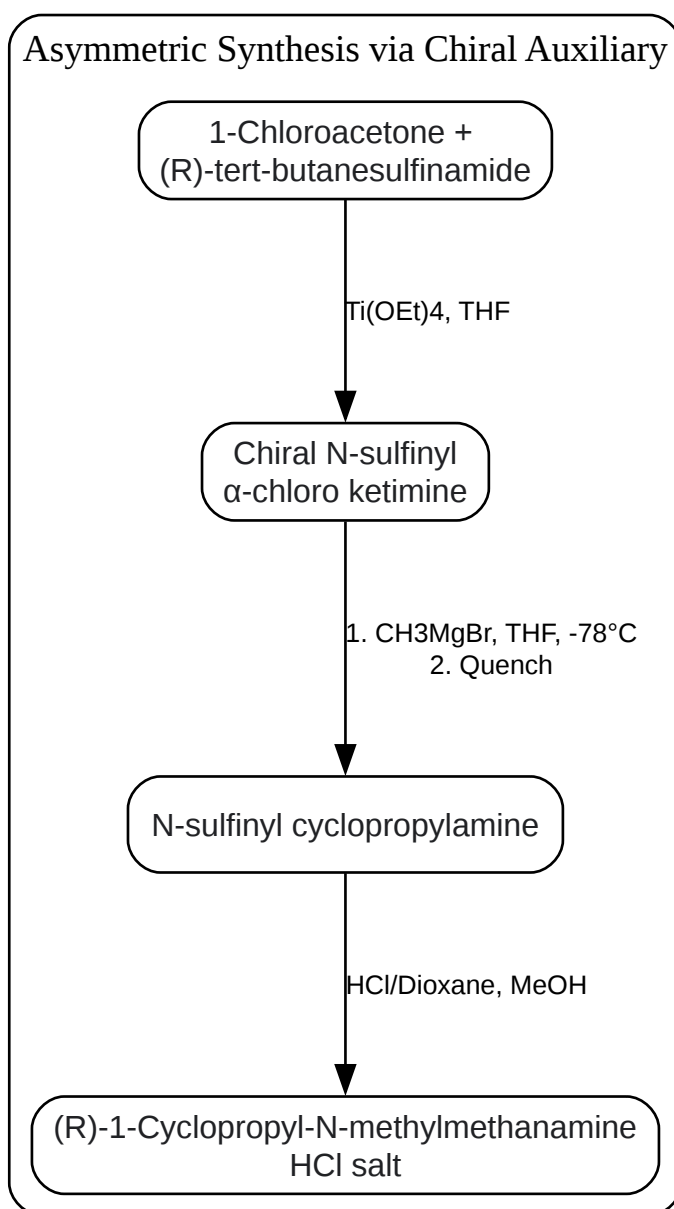 Asymmetric Synthesis via Chiral Auxiliary
1-Chloroacetone +
(R)-tert-butanesulfinamide
Ti(OEt)4, THF
Chiral N-sulfinyl
α-chloro ketimine
1. CH3MgBr, THF, -78°C
2. Quench
N-sulfinyl cyclopropylamine
HCl/Dioxane, MeOH
(R)-1-Cyclopropyl-N-methylmethanamine
HCl salt